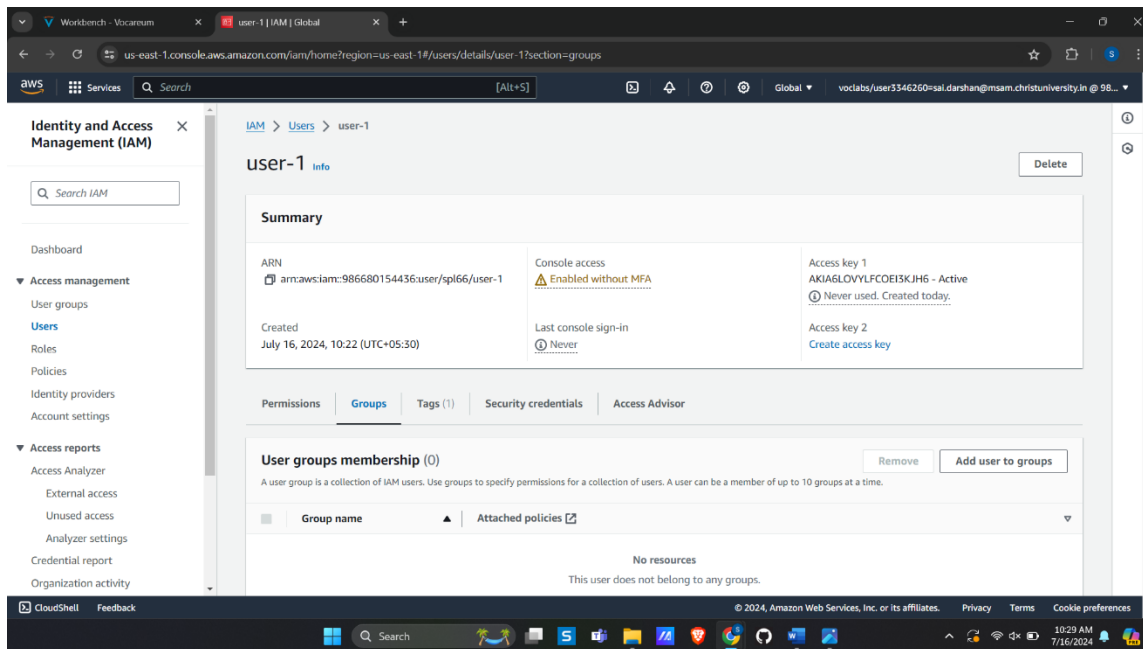 Workbench - Vocareum
user-1 | IAM | Global
us-east-1.console.aws.amazon.com/iam/home?region=us-east-1#/users/details/user-1?section=groups
S
aws
Services
Search
[Alt+S]
Global
voclabs/user3346260=sai.darshan@msam.christuniversity.in @ 98...
Identity and Access
Management (IAM)
Search IAM
Dashboard
Access management
User groups
Users
Roles
Policies
Identity providers
Account settings
Access reports
Access Analyzer
External access
Unused access
Analyzer settings
Credential report
Organization activity
IAM > Users > user-1
user-1 Info
Delete
Summary
ARN
arn:aws:iam::986680154436:user/spl66/user-1
Created
July 16, 2024, 10:22 (UTC+05:30)
Console access
Enabled without MFA
Last console sign-in
Never
Access key 1
AKIA6LOVYLFCOEI3KJH6 - Active
Never used. Created today.
Access key 2
Create access key
Permissions
Groups
Tags (1)
Security credentials
Access Advisor
User groups membership (0)
Remove
Add user to groups
A user group is a collection of IAM users. Use groups to specify permissions for a collection of users. A user can be a member of up to 10 groups at a time.
Group name
Attached policies
No resources
This user does not belong to any groups.
CloudShell
Feedback
© 2024, Amazon Web Services, Inc. or its affiliates.
Privacy
Terms
Cookie preferences
Search
10:29 AM
7/16/2024